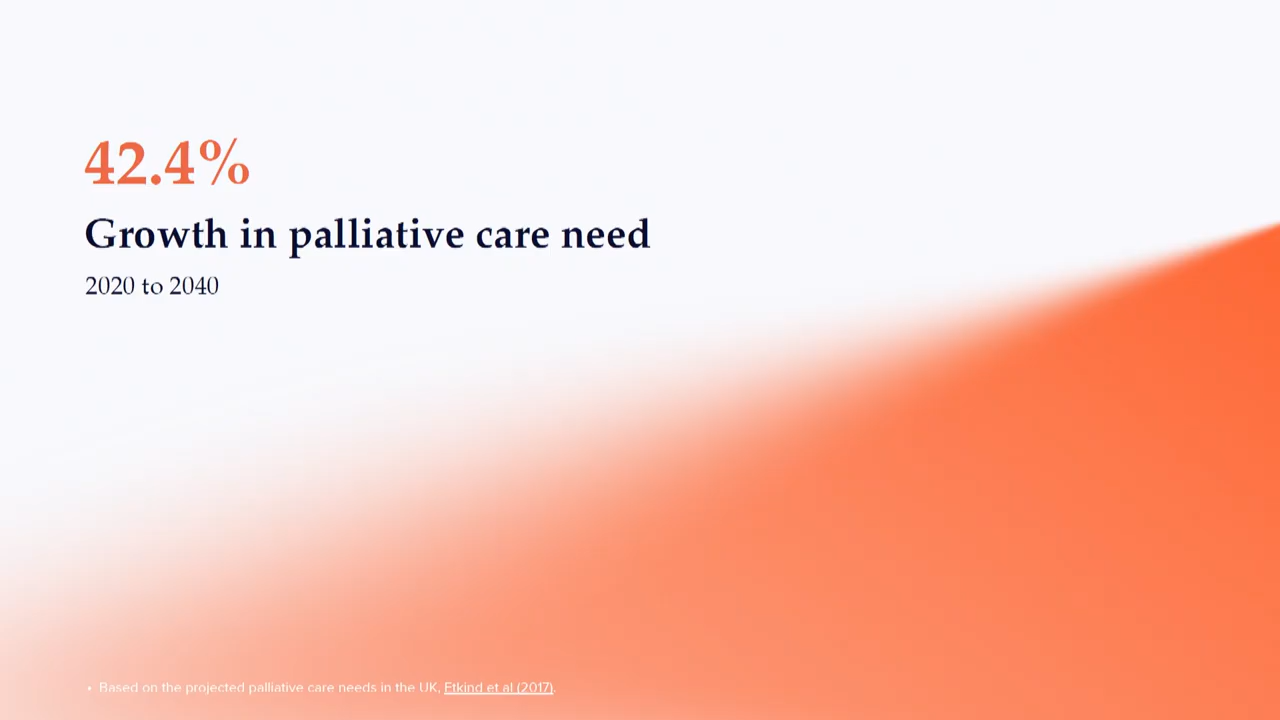 42.4%
Growth in palliative care need
2020 to 2040
• Based on the projected palliative care needs in the UK, Etkind et al (2017).